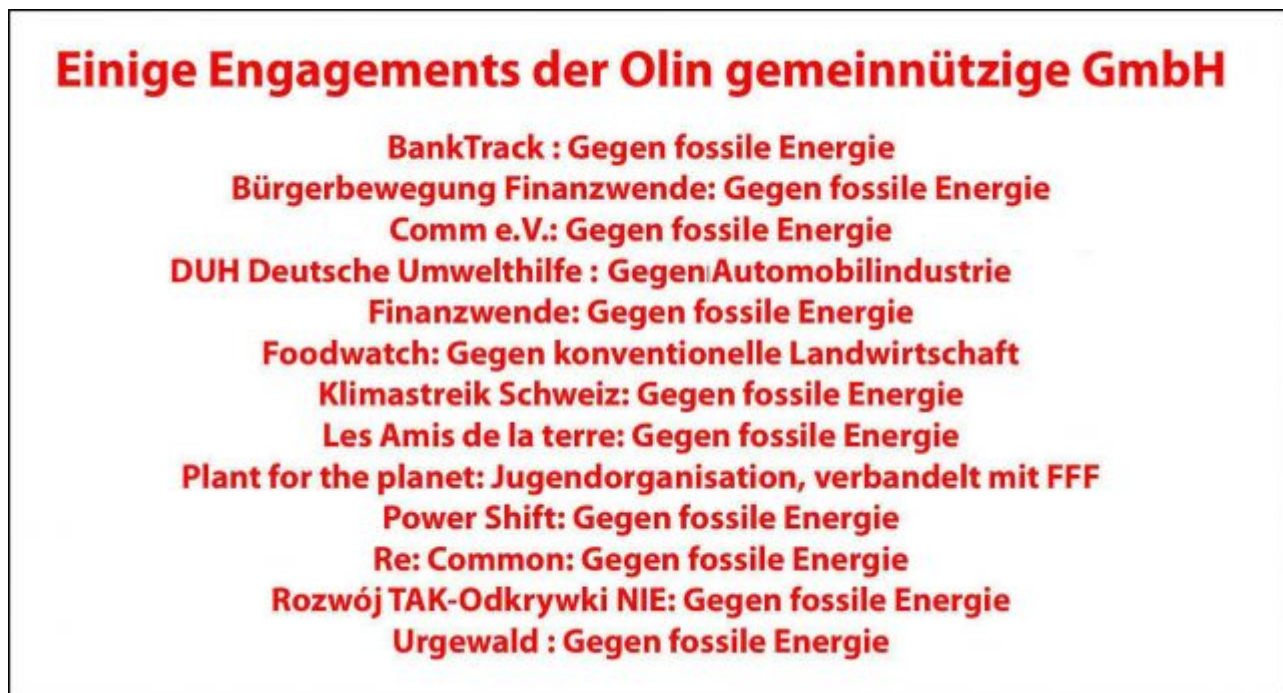 Einige Engagements der Olin gemeinnützige GmbH
BankTrack : Gegen fossile Energie
Bürgerbewegung Finanzwende: Gegen fossile Energie
Comm e.V.: Gegen fossile Energie
DUH Deutsche Umwelthilfe : Gegen Automobilindustrie
Finanzwende: Gegen fossile Energie
Foodwatch: Gegen konventionelle Landwirtschaft
Klimastreik Schweiz: Gegen fossile Energie
Les Amis de la terre: Gegen fossile Energie
Plant for the planet: Jugendorganisation, verbandelt mit FFF
Power Shift: Gegen fossile Energie
Re: Common: Gegen fossile Energie
Rozwój TAK-Odkrywki NIE: Gegen fossile Energie
Urgewald : Gegen fossile Energie